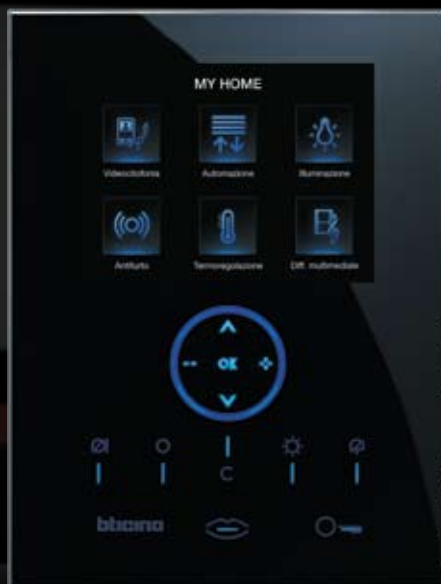 MY HOME
Videocitofonia Automazione Illuminazione
Antifurto Termoregolazione Diff. multimediale
OK
C
bticino